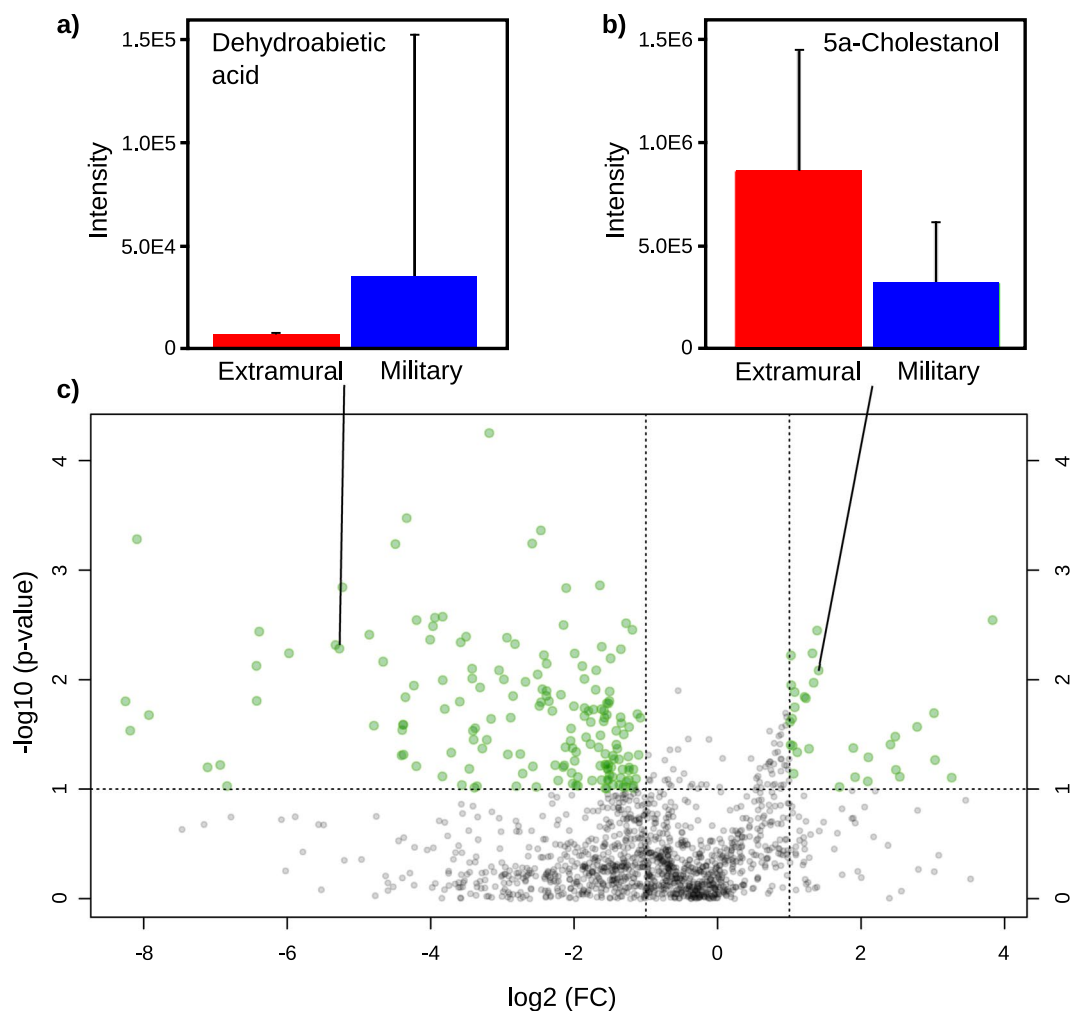 a)
Dehydroabietic
acid
1.5E5
1.0E5
5.0E4
0
Intensity
Extramural
Military
b)
5a-Cholestanol
1.5E6
1.0E6
5.0E5
0
Intensity
Extramural
Military
c)
4
3
2
1
0
-log10 (p-value)
4
3
2
1
0
-8
-6
-4
-2
0
2
4
log2 (FC)